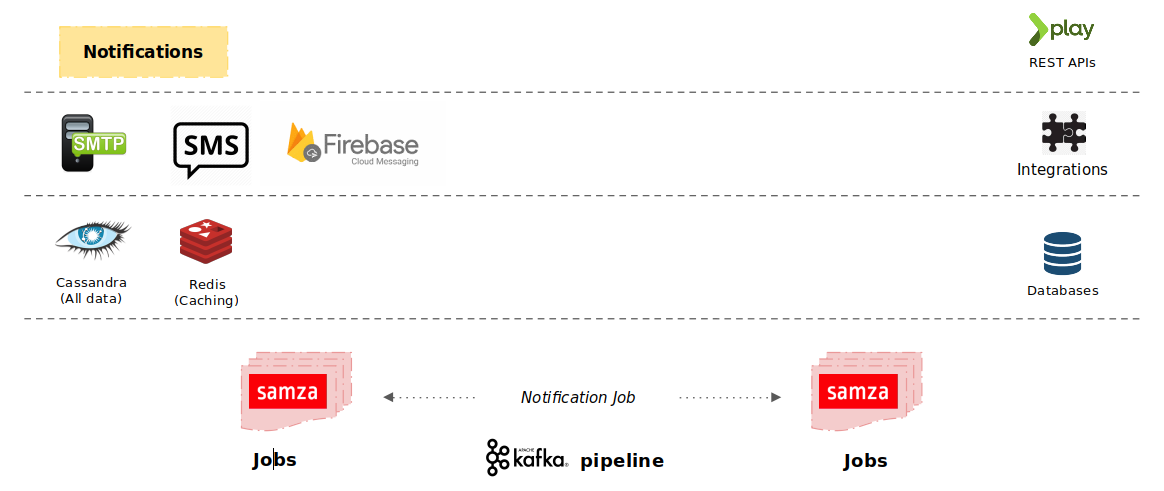 Notifications
play
REST APIs
SMTP
SMS
Firebase
Cloud Messaging
Integrations
Cassandra
(All data)
Redis
(Caching)
Databases
samza
Notification Job
samza
Jobs
APACHE
kafka®
pipeline
Jobs